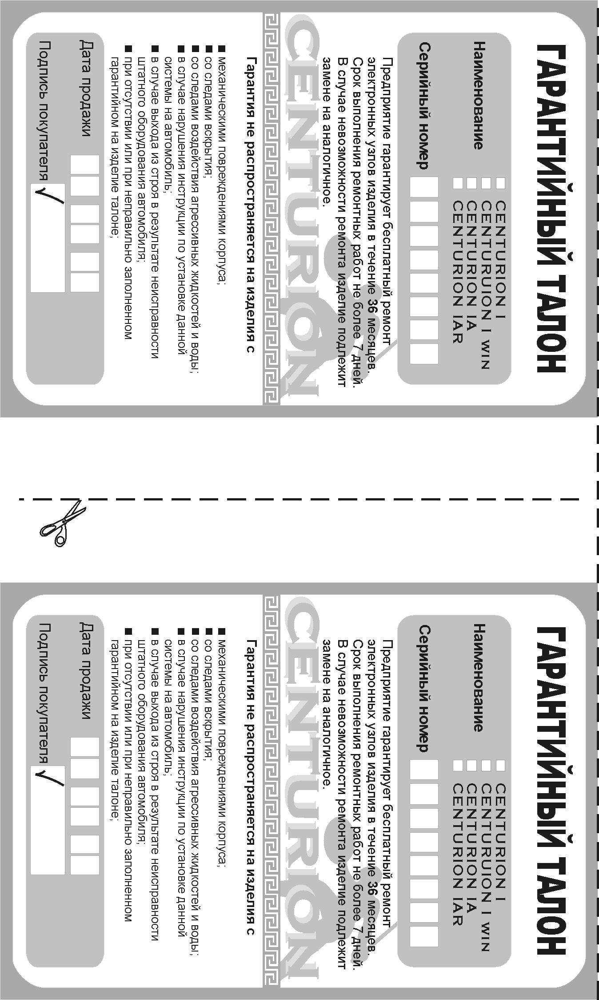 ГАРАНТИЙНЫЙ ТАЛОН
Наименование
CENTURION I
CENTURUION I WIN
CENTURION IA
CENTURION IAR
Серийный номер
Предприятие гарантирует бесплатный ремонт
электронных узлов изделия в течение 36 месяцев.
Срок выполнения ремонтных работ не более 7 дней.
В случае невозможности ремонта изделие подлежит
замене на аналогичное.
CENTURION
Гарантия не распространяется на изделия с
■ механическими повреждениями корпуса;
■ со следами вскрытия;
■ со следами воздействия агрессивных жидкостей и воды;
■ в случае нарушения инструкции по установке данной
системы на автомобиль;
■ в случае выхода из строя в результате неисправности
штатного оборудования автомобиля;
■ при отсутствии или при неправильно заполненном
гарантийном на изделие талоне;
Дата продажи
Подпись покупателя
ГАРАНТИЙНЫЙ ТАЛОН
Наименование
CENTURION I
CENTURUION I WIN
CENTURION IA
CENTURION IAR
Серийный номер
Предприятие гарантирует бесплатный ремонт
электронных узлов изделия в течение 36 месяцев.
Срок выполнения ремонтных работ не более 7 дней.
В случае невозможности ремонта изделие подлежит
замене на аналогичное.
CENTURION
Гарантия не распространяется на изделия с
■ механическими повреждениями корпуса;
■ со следами вскрытия;
■ со следами воздействия агрессивных жидкостей и воды;
■ в случае нарушения инструкции по установке данной
системы на автомобиль;
■ в случае выхода из строя в результате неисправности
штатного оборудования автомобиля;
■ при отсутствии или при неправильно заполненном
гарантийном на изделие талоне;
Дата продажи
Подпись покупателя